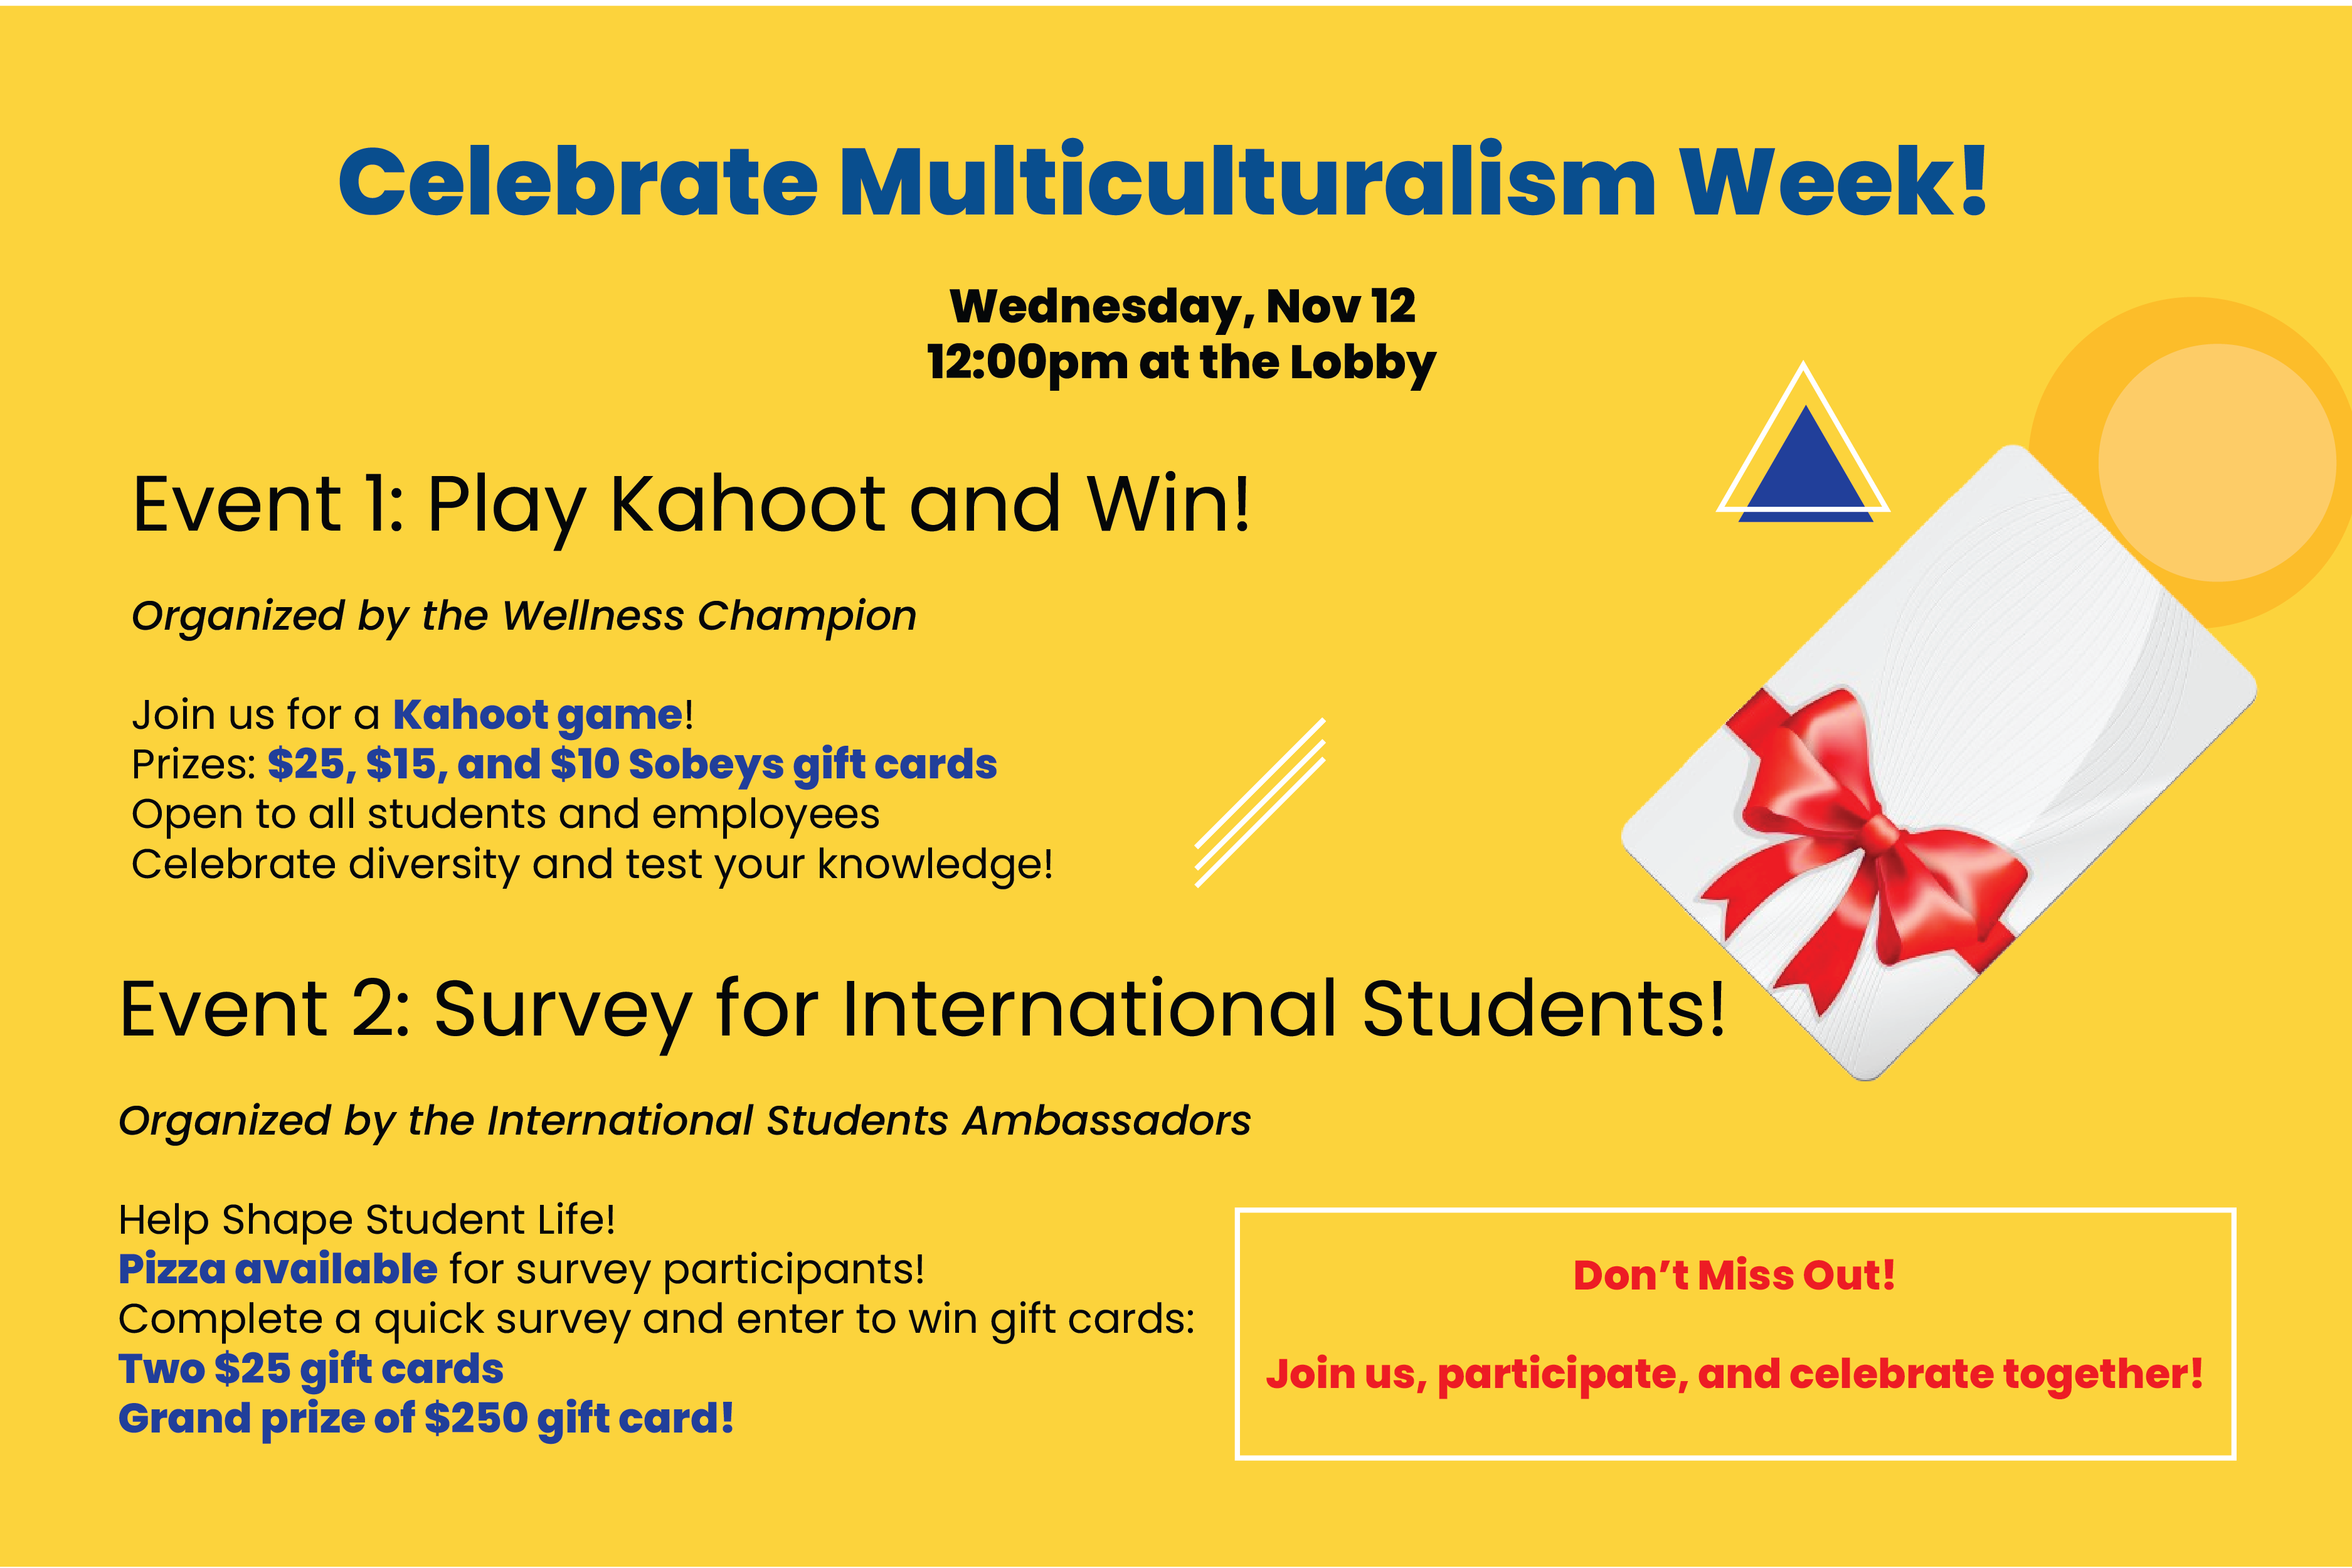 Celebrate Multiculturalism Week!
Wednesday, Nov 12
12:00pm at the Lobby
Event 1: Play Kahoot and Win!
Organized by the Wellness Champion
Join us for a Kahoot game!
Prizes: $25, $15, and $10 Sobeys gift cards
Open to all students and employees
Celebrate diversity and test your knowledge!
Event 2: Survey for International Students!
Organized by the International Students Ambassadors
Help Shape Student Life!
Pizza available for survey participants!
Complete a quick survey and enter to win gift cards:
Two $25 gift cards
Grand prize of $250 gift card!
Don’t Miss Out!
Join us, participate, and celebrate together!